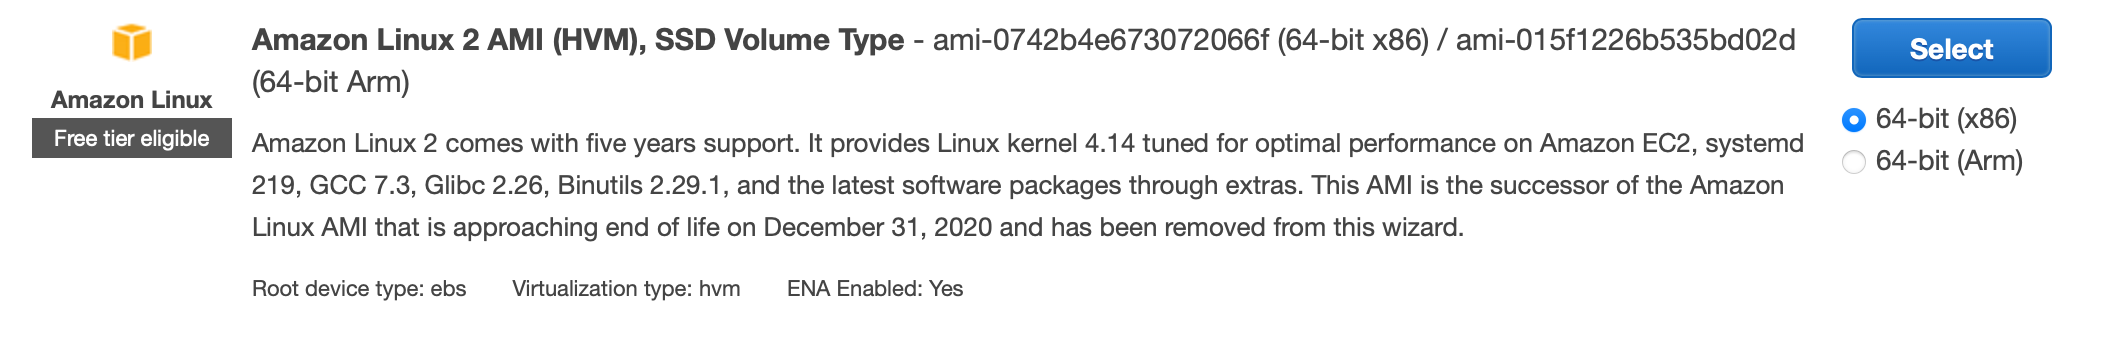 Amazon Linux
Free tier eligible
Amazon Linux 2 AMI (HVM), SSD Volume Type - ami-0742b4e673072066f (64-bit x86) / ami-015f1226b535bd02d
(64-bit Arm)
Amazon Linux 2 comes with five years support. It provides Linux kernel 4.14 tuned for optimal performance on Amazon EC2, systemd
219, GCC 7.3, Glibc 2.26, Binutils 2.29.1, and the latest software packages through extras. This AMI is the successor of the Amazon
Linux AMI that is approaching end of life on December 31, 2020 and has been removed from this wizard.
Root device type: ebs Virtualization type: hvm ENA Enabled: Yes
Select
64-bit (x86)
64-bit (Arm)